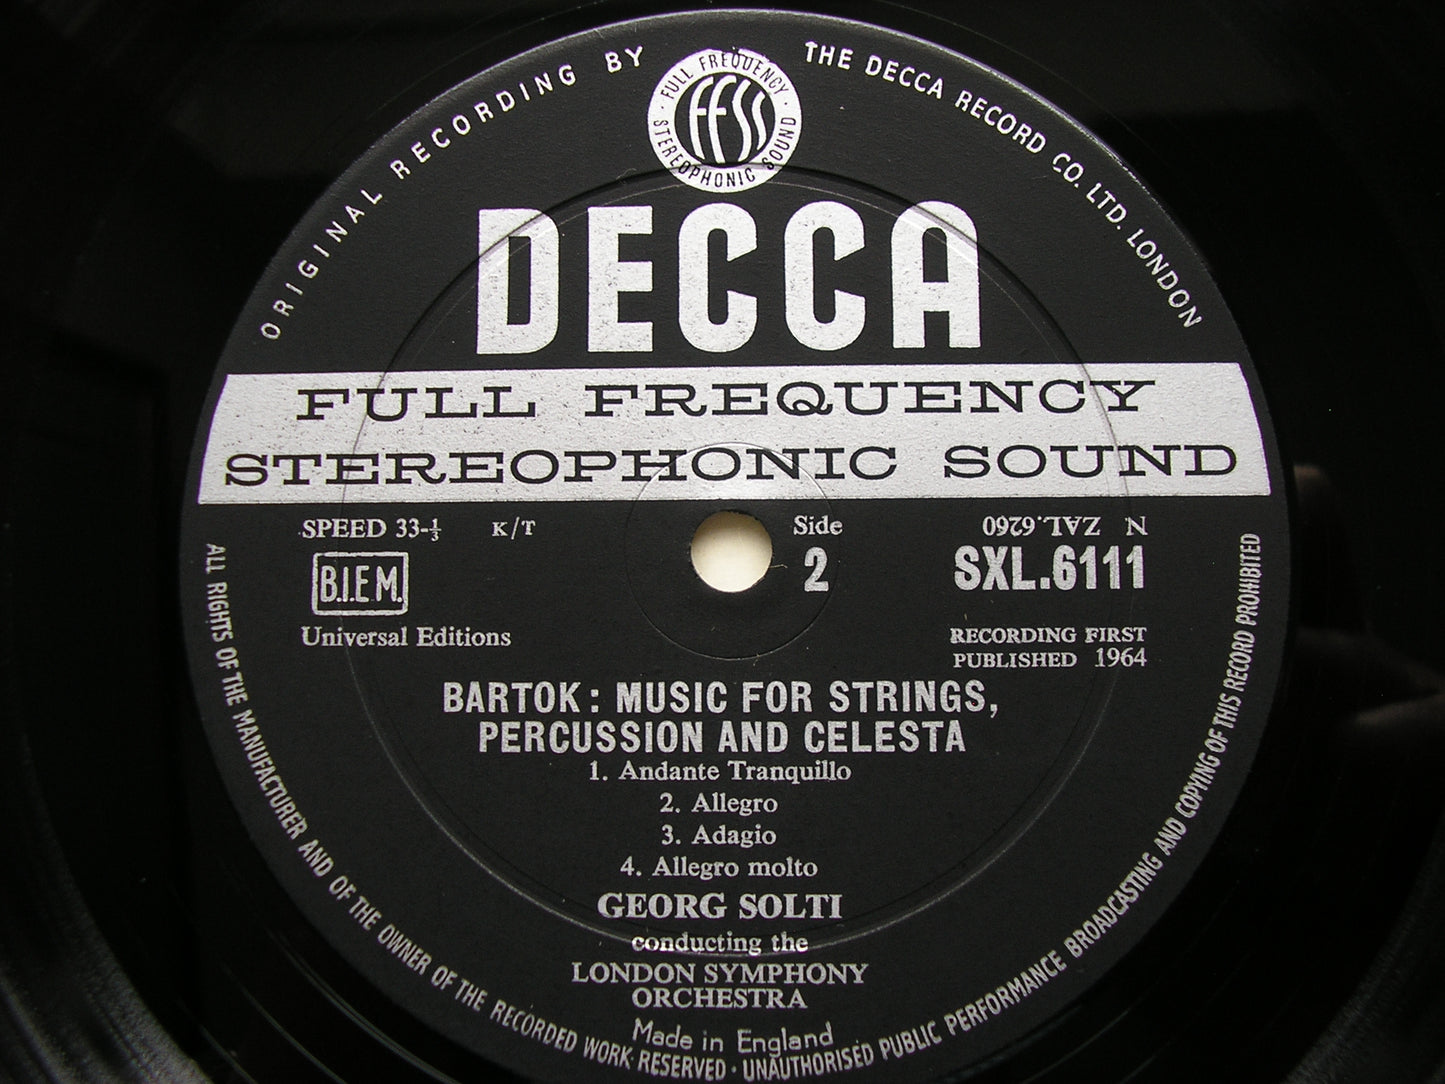 ORIGINAL RECORDING BY THE DECCA RECORD CO. LTD. LONDON
FULL FREQUENCY
FFSS
STEREOPHONIC SOUND
DECCA
FULL FREQUENCY
STEREOPHONIC SOUND
SPEED 33-⅓ K/T Side N ZAL.6260
B.I.E.M. 2 SXL.6111
Universal Editions RECORDING FIRST
PUBLISHED 1964
BARTOK: MUSIC FOR STRINGS,
PERCUSSION AND CELESTA
1. Andante Tranquillo
2. Allegro
3. Adagio
4. Allegro molto
GEORG SOLTI
conducting the
LONDON SYMPHONY
ORCHESTRA
Made in England
ALL RIGHTS OF THE MANUFACTURER AND OF THE OWNER OF THE RECORDED WORK RESERVED · UNAUTHORISED PUBLIC PERFORMANCE BROADCASTING AND COPYING OF THIS RECORD PROHIBITED